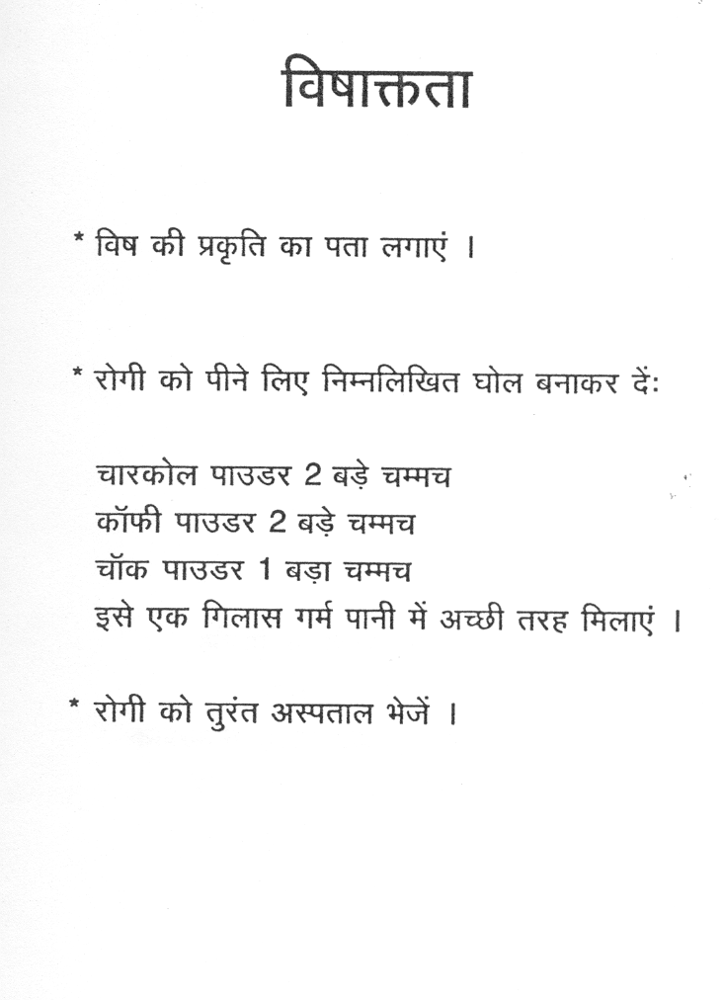 विषाक्तता
* विष की प्रकृति का पता लगाएं ।
* रोगी को पीने लिए निम्नलिखित घोल बनाकर दें:
चारकोल पाउडर 2 बड़े चम्मच
कॉफी पाउडर 2 बड़े चम्मच
चॉक पाउडर 1 बड़ा चम्मच
इसे एक गिलास गर्म पानी में अच्छी तरह मिलाएं ।
* रोगी को तुरंत अस्पताल भेजें ।